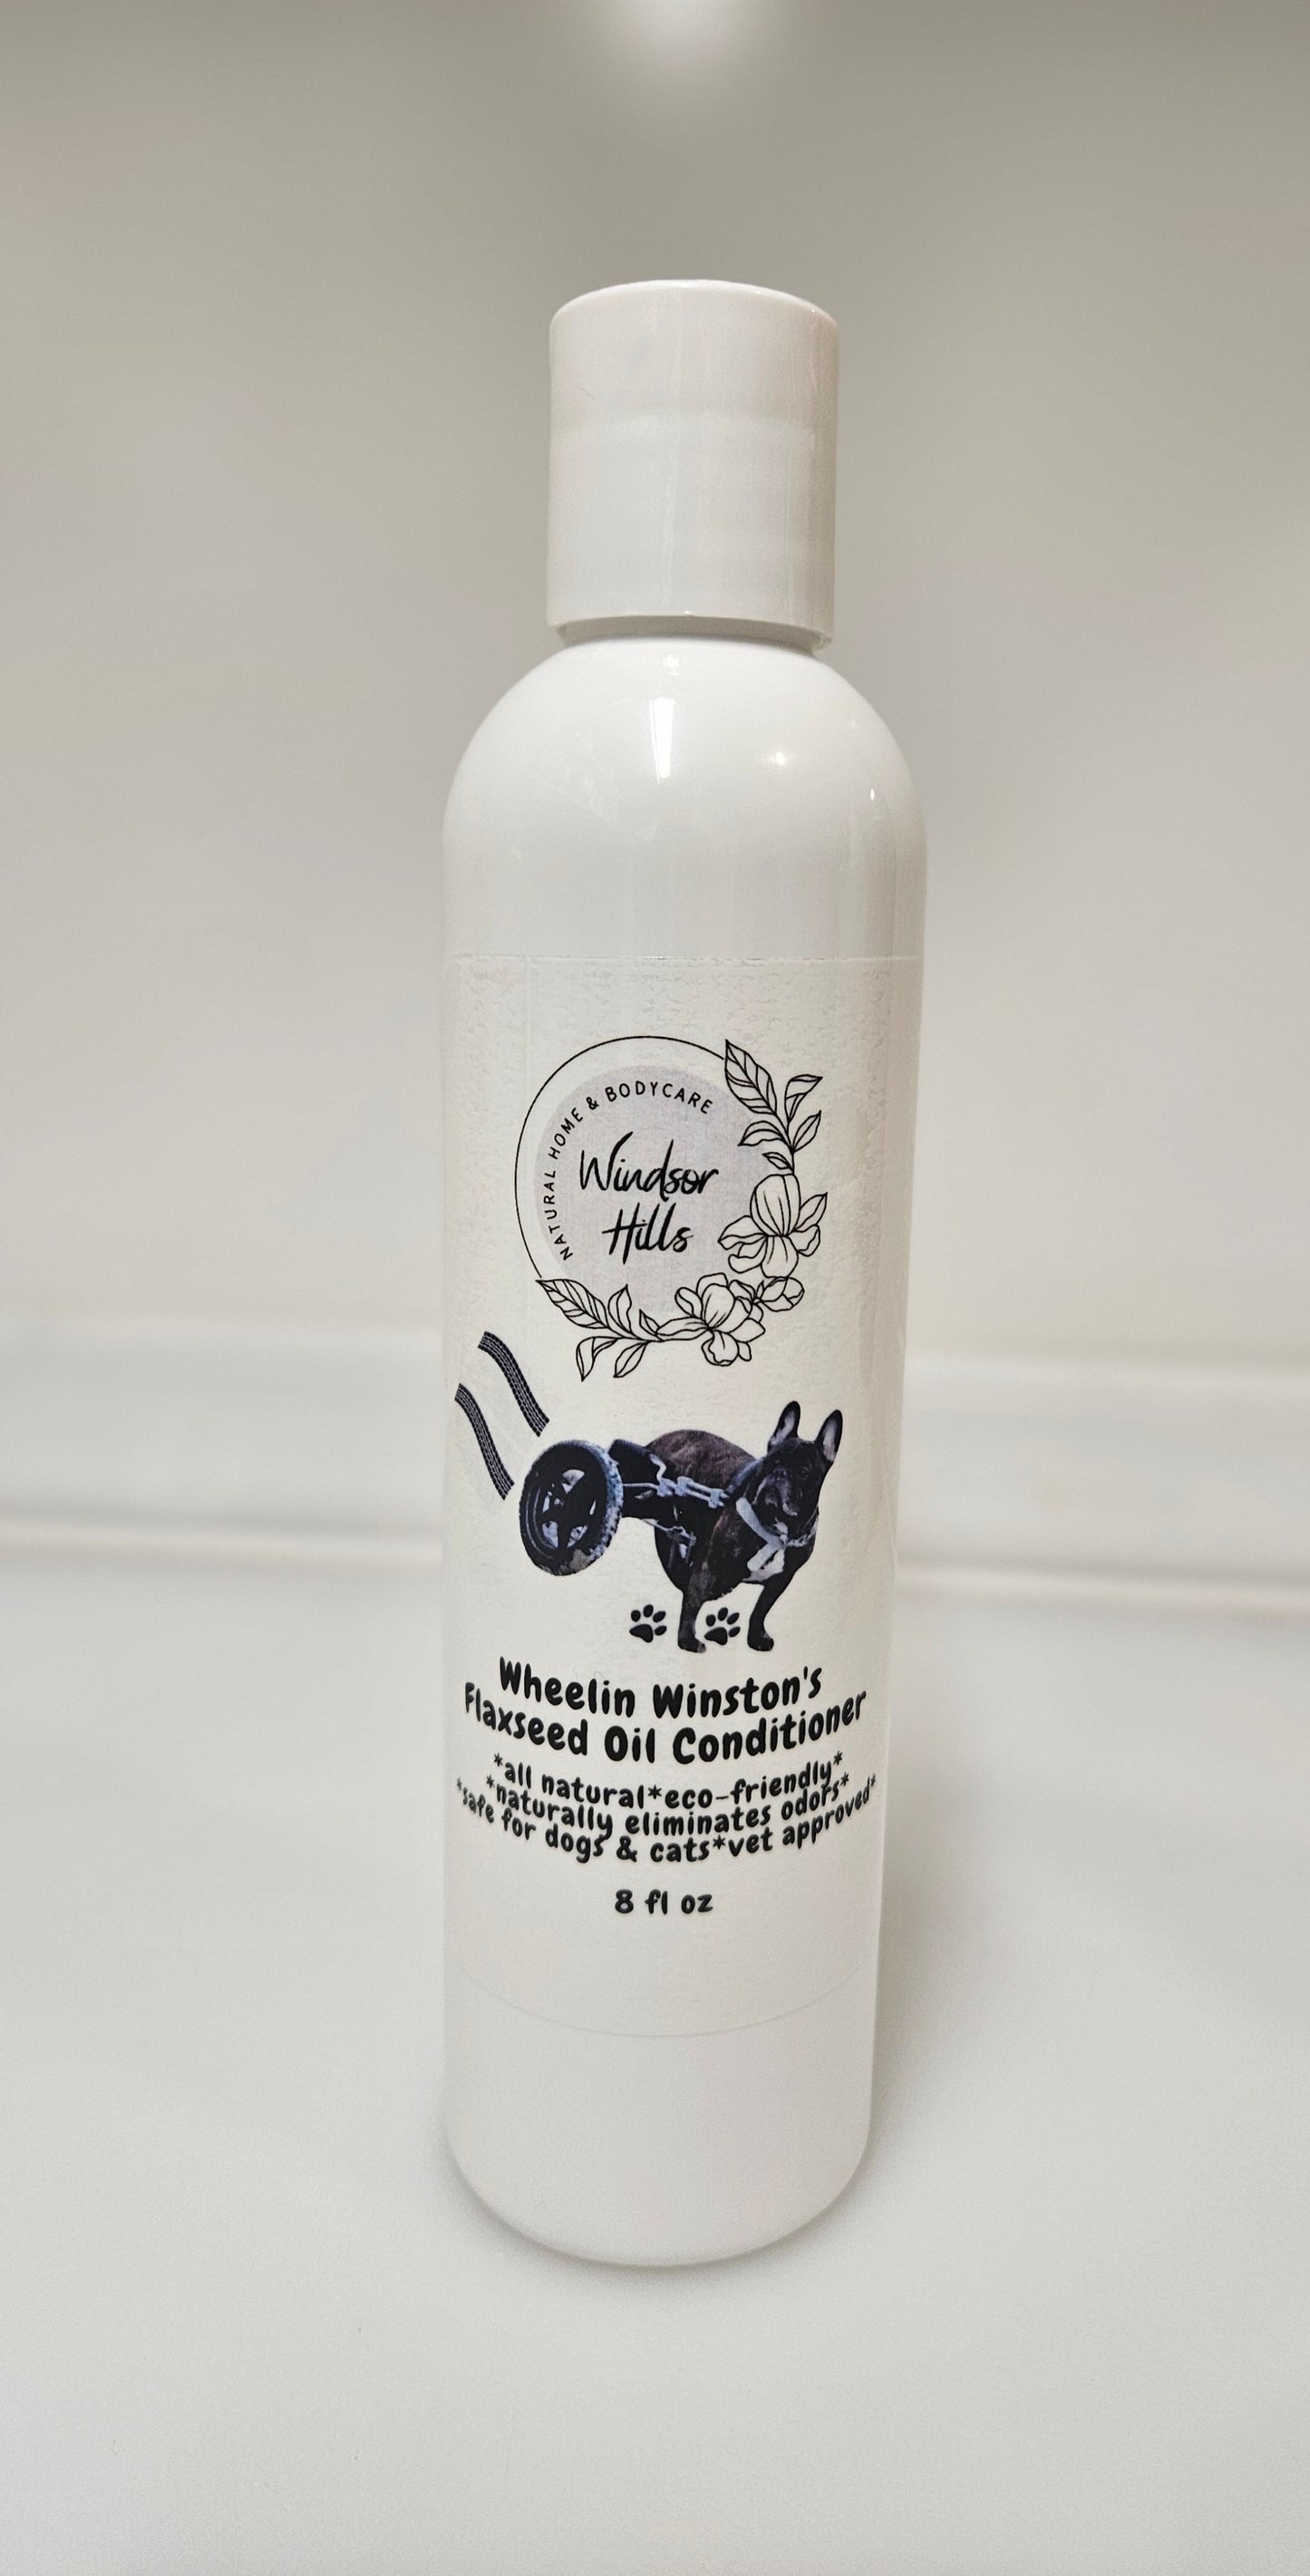 NATURAL HOME & BODYCARE
Windsor
Hills
Wheelin Winston's
Flaxseed Oil Conditioner
*all natural*eco-friendly*
*naturally eliminates odors*
*safe for dogs & cats*vet approved*
8 fl oz